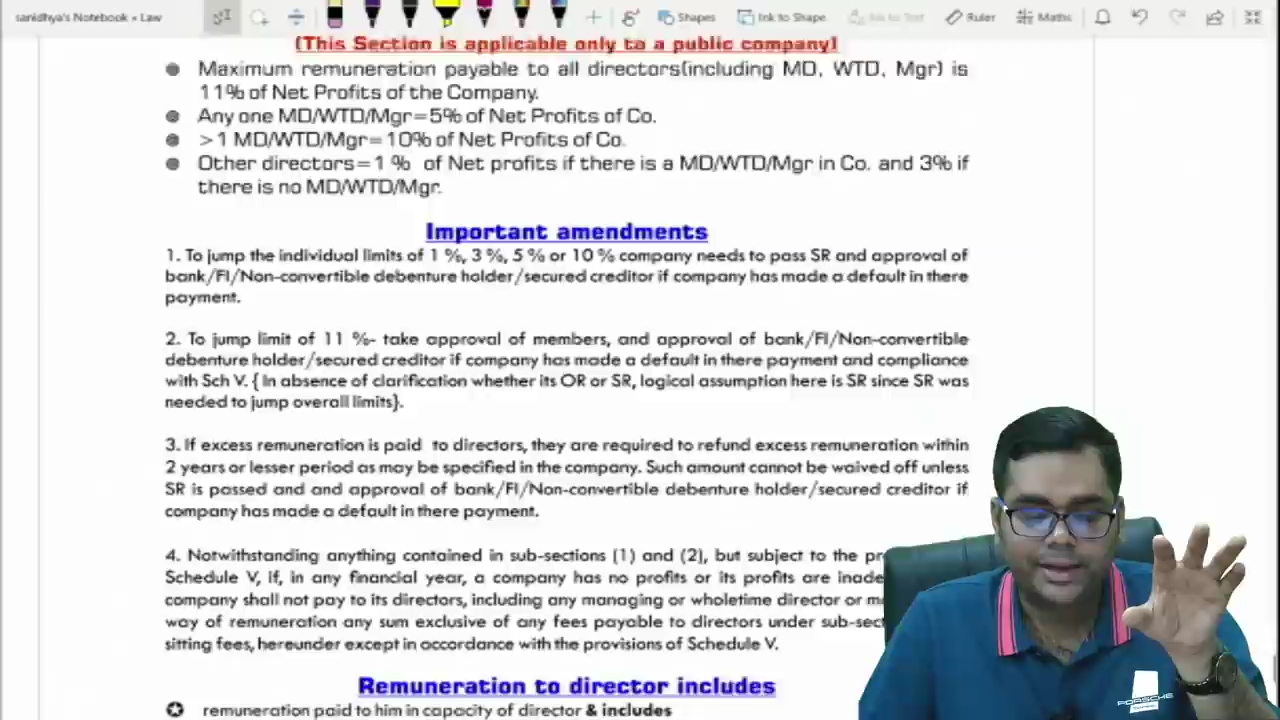 sanidhya's Notebook • Law
Shapes
Ink to Shape
Ink to Text
Ruler
Maths
(This Section is applicable only to a public company)
Maximum remuneration payable to all directors(including MD, WTD, Mgr) is
11% of Net Profits of the Company.
Any one MD/WTD/Mgr=5% of Net Profits of Co.
>1 MD/WTD/Mgr=10% of Net Profits of Co.
Other directors=1 % of Net profits if there is a MD/WTD/Mgr in Co. and 3% if
there is no MD/WTD/Mgr.
Important amendments
1. To jump the individual limits of 1 %, 3 %, 5 % or 10 % company needs to pass SR and approval of
bank/FI/Non-convertible debenture holder/secured creditor if company has made a default in there
payment.
2. To jump limit of 11 %- take approval of members, and approval of bank/FI/Non-convertible
debenture holder/secured creditor if company has made a default in there payment and compliance
with Sch V. { In absence of clarification whether its OR or SR, logical assumption here is SR since SR was
needed to jump overall limits}.
3. If excess remuneration is paid to directors, they are required to refund excess remuneration within
2 years or lesser period as may be specified in the company. Such amount cannot be waived off unless
SR is passed and and approval of bank/FI/Non-convertible debenture holder/secured creditor if
company has made a default in there payment.
4. Notwithstanding anything contained in sub-sections (1) and (2), but subject to the
Schedule V, if, in any financial year, a company has no profits or its profits are
company shall not pay to its directors, including any managing or wholetime director or
way of remuneration any sum exclusive of any fees payable to directors under
sitting fees, hereunder except in accordance with the provisions of Schedule V.
Remuneration to director includes
remuneration paid to him in capacity of director & includes
PORSCHE